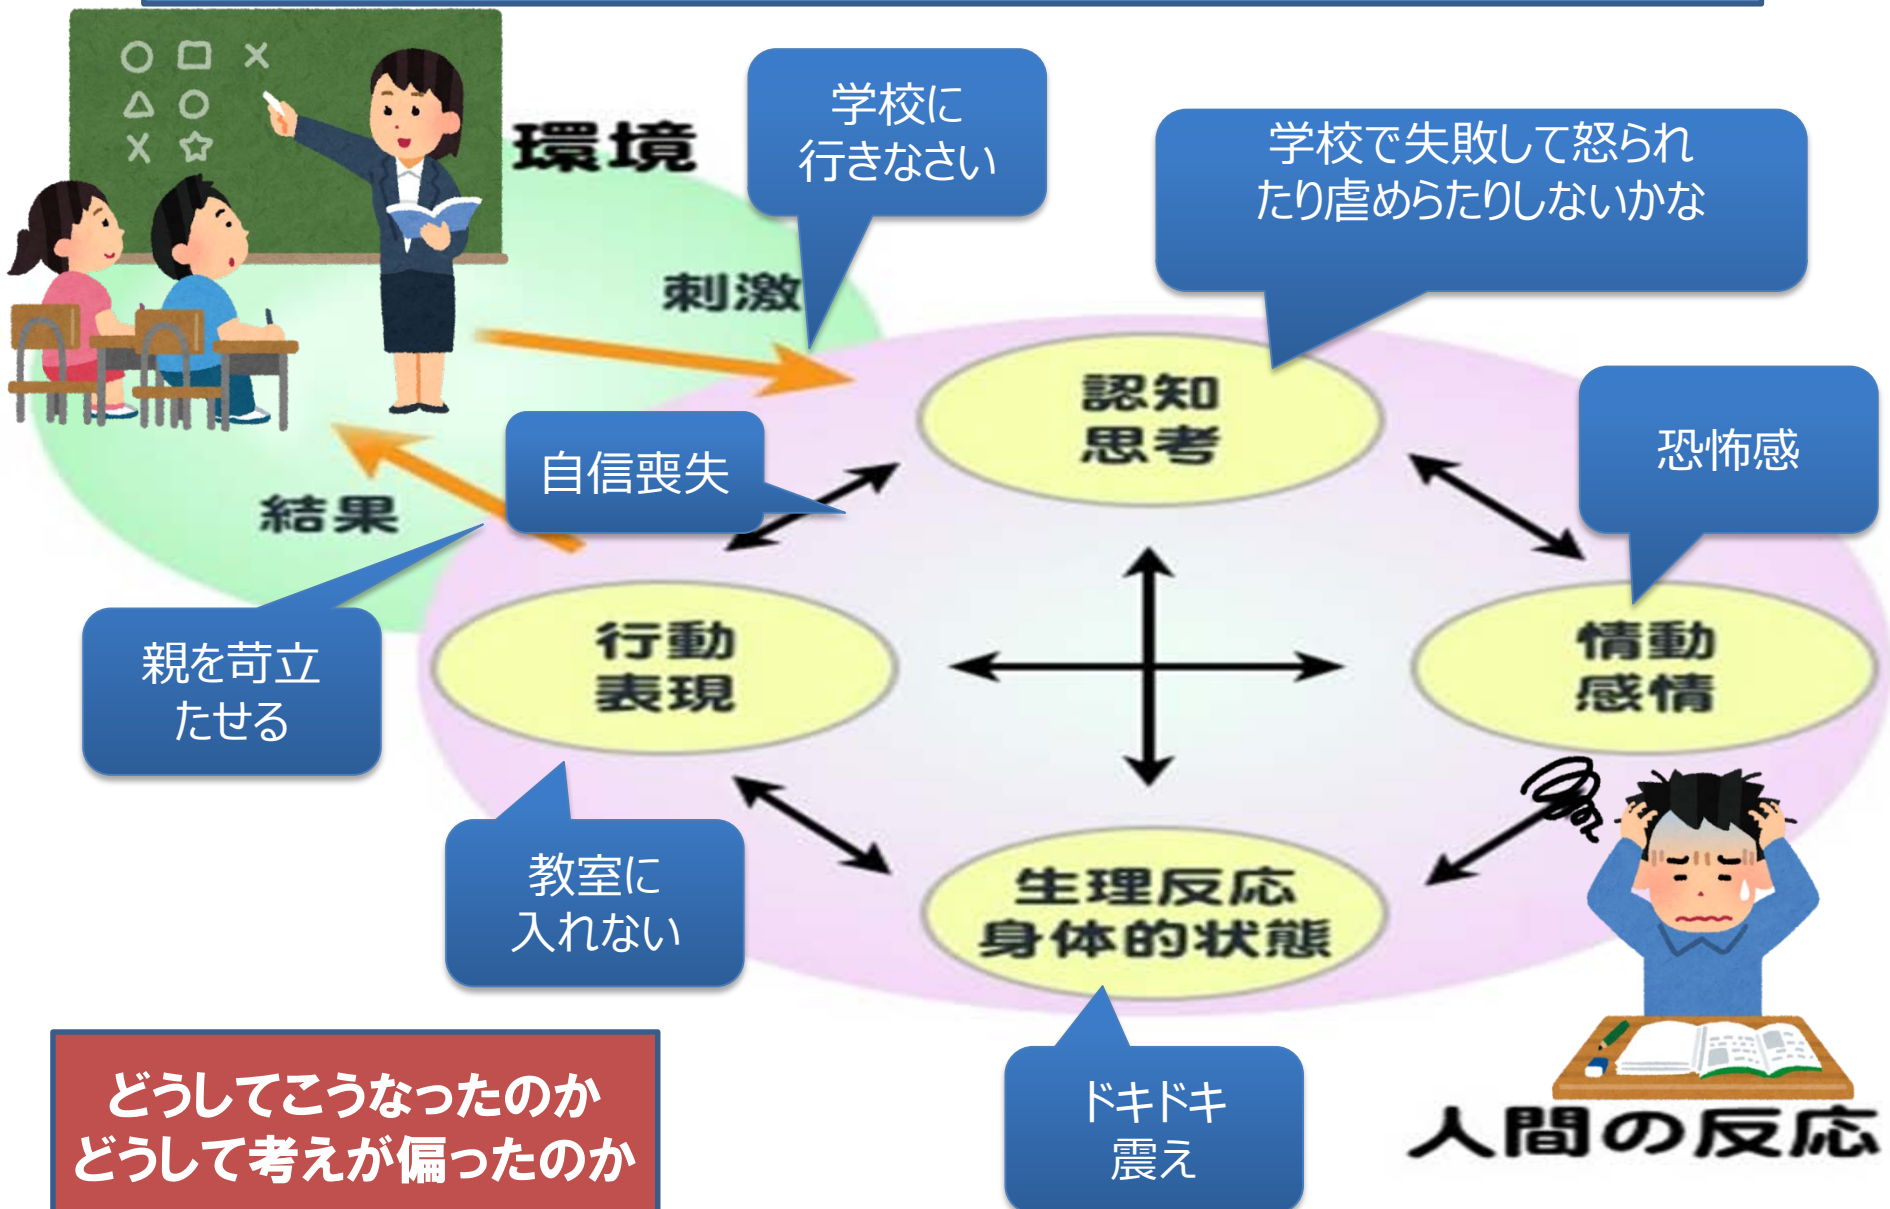 環境
学校に
行きなさい
学校で失敗して怒られ
たり虐めらたりしないかな
刺激
認知
思考
恐怖感
自信喪失
結果
親を苛立
たせる
行動
表現
情動
感情
教室に
入れない
生理反応
身体的状態
ドキドキ
震え
どうしてこうなったのか
どうして考えが偏ったのか
人間の反応